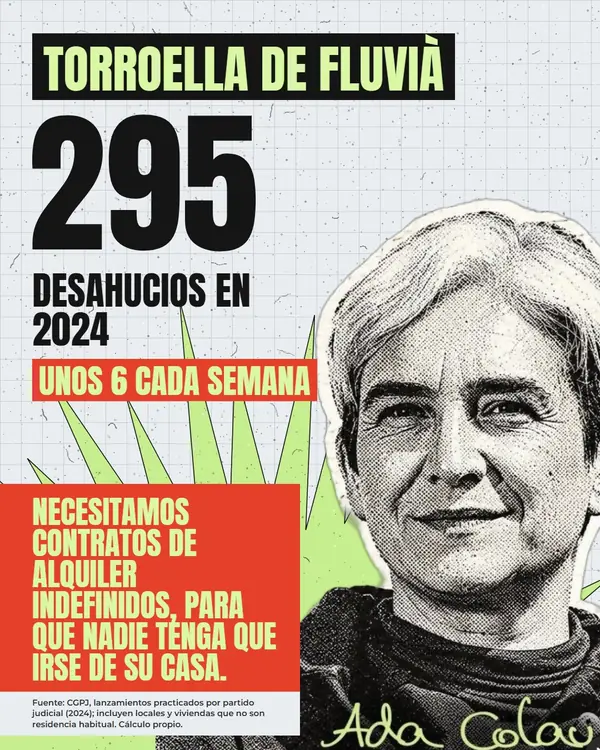 TORROELLA DE FLUVIÀ
295
DESAHUCIOS EN
2024
UNOS 6 CADA SEMANA
NECESITAMOS
CONTRATOS DE
ALQUILER
INDEFINIDOS, PARA
QUE NADIE TENGA QUE
IRSE DE SU CASA.
Fuente: CGPJ, lanzamientos practicados por partido
judicial (2024); incluyen locales y viviendas que no son
residencia habitual. Cálculo propio.
Ada Colau